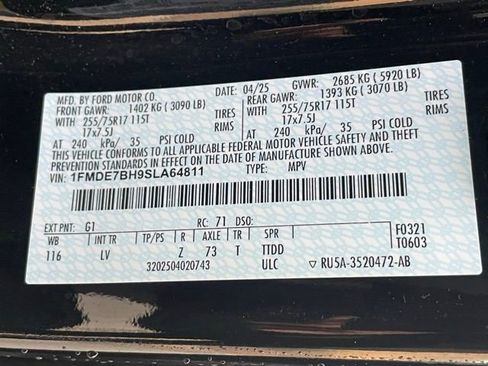 MFD. BY FORD MOTOR CO. DATE: 04/25 GVWR: 2685 KG ( 5920 LB)
FRONT GAWR: 1402 KG ( 3090 LB) REAR GAWR: 1393 KG ( 3070 LB)
WITH 255/75R17 115T TIRES WITH 255/75R17 115T TIRES
17x7.5J RIMS 17x7.5J RIMS
AT 240 kPa/ 35 PSI COLD AT 240 kPa/ 35 PSI COLD
THIS VEHICLE CONFORMS TO ALL APPLICABLE FEDERAL MOTOR VEHICLE SAFETY, BUMPER, AND THEFT
PREVENTION STANDARDS IN EFFECT ON THE DATE OF MANUFACTURE SHOWN ABOVE.
VIN: 1FMDE7BH9SLA64811 TYPE: MPV
EXT PNT: G1 RC: 71 DSO: F0321
WB INT TR TP/PS R AXLE TR SPR T0603
116 LV Z 73 T TTDD
3202504020743 ULC ▽ RU5A-3520472-AB